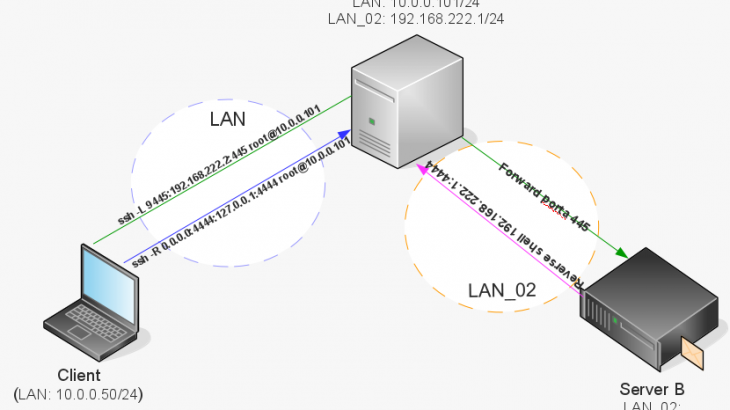 LAN: 10.0.0.101/24
LAN_02: 192.168.222.1/24
LAN
ssh -L 9445:192.168.222.2:445 root@10.0.0.101
ssh -R 0.0.0.0:4444:127.0.0.1:4444 root@10.0.0.101
Forward porta 445
Reverse shell 192.168.222.1:4444
LAN_02
Client
(LAN: 10.0.0.50/24)
Server B
LAN_02: